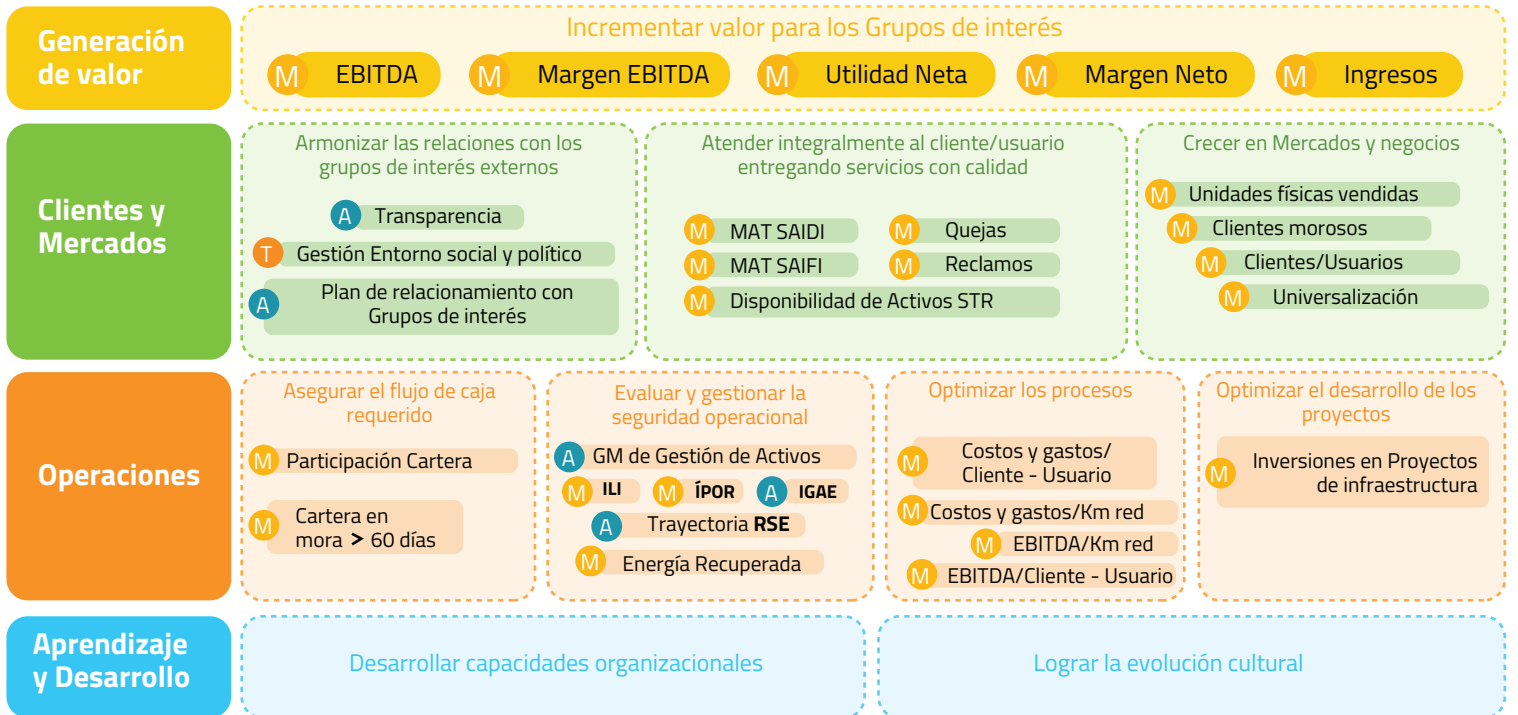 Generación
de valor
Incrementar valor para los Grupos de interés
M EBITDA
M Margen EBITDA
M Utilidad Neta
M Margen Neto
M Ingresos
Clientes y
Mercados
Armonizar las relaciones con los
grupos de interés externos
A Transparencia
T Gestión Entorno social y político
A Plan de relacionamiento con
Grupos de interés
Atender integralmente al cliente/usuario
entregando servicios con calidad
M MAT SAIDI
M Quejas
M MAT SAIFI
M Reclamos
M Disponibilidad de Activos STR
Crecer en Mercados y negocios
M Unidades físicas vendidas
M Clientes morosos
M Clientes/Usuarios
M Universalización
Operaciones
Asegurar el flujo de caja
requerido
M Participación Cartera
M Cartera en
mora > 60 días
Evaluar y gestionar la
seguridad operacional
A GM de Gestión de Activos
M ILI
M ÍPOR
A IGAE
A Trayectoria RSE
M Energía Recuperada
Optimizar los procesos
M Costos y gastos/
Cliente - Usuario
M Costos y gastos/Km red
M EBITDA/Km red
M EBITDA/Cliente - Usuario
Optimizar el desarrollo de los
proyectos
M Inversiones en Proyectos
de infraestructura
Aprendizaje
y Desarrollo
Desarrollar capacidades organizacionales
Lograr la evolución cultural